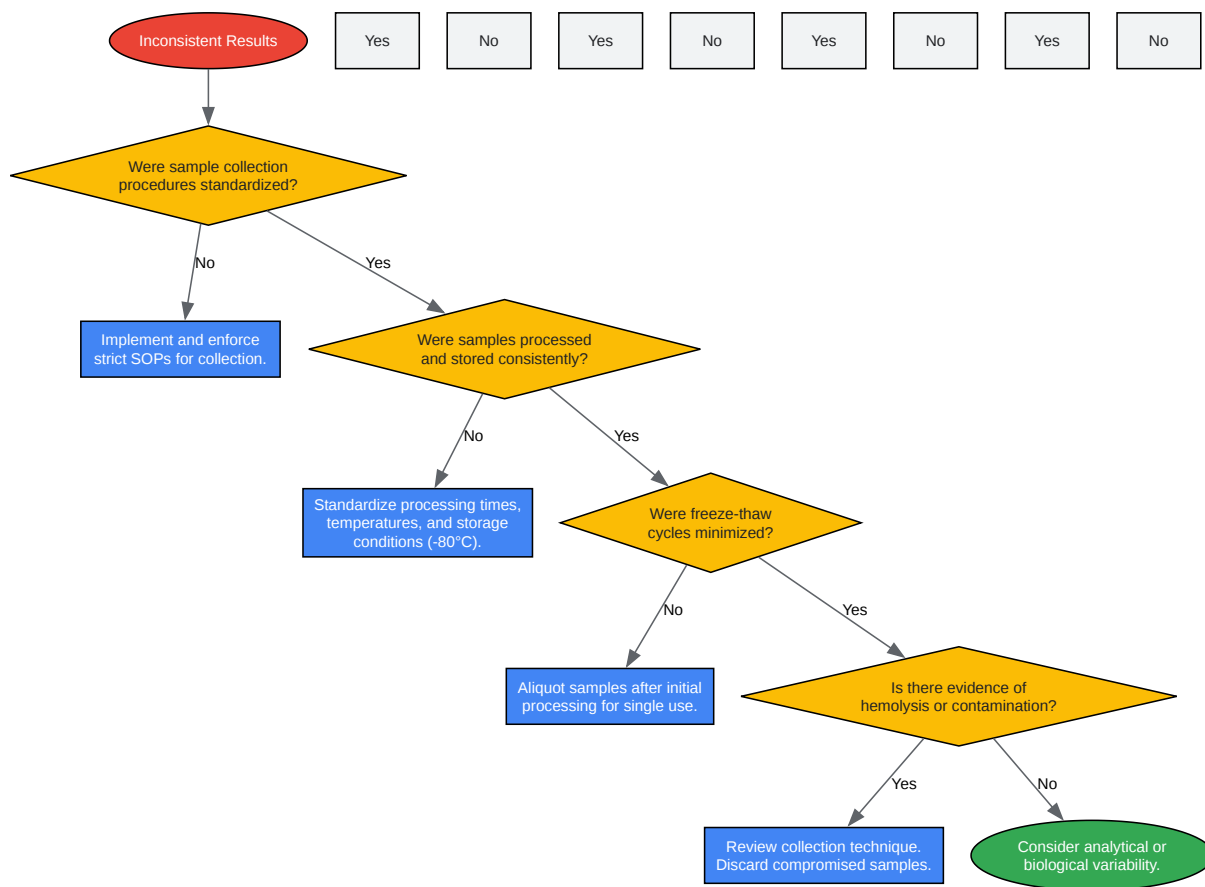 Inconsistent Results
Yes
No
Yes
No
Yes
No
Yes
No
Were sample collection
procedures standardized?
No
Yes
Implement and enforce
strict SOPs for collection.
Were samples processed
and stored consistently?
No
Yes
Standardize processing times,
temperatures, and storage
conditions (-80°C).
Were freeze-thaw
cycles minimized?
No
Yes
Aliquot samples after initial
processing for single use.
Is there evidence of
hemolysis or contamination?
Yes
No
Review collection technique.
Discard compromised samples.
Consider analytical or
biological variability.